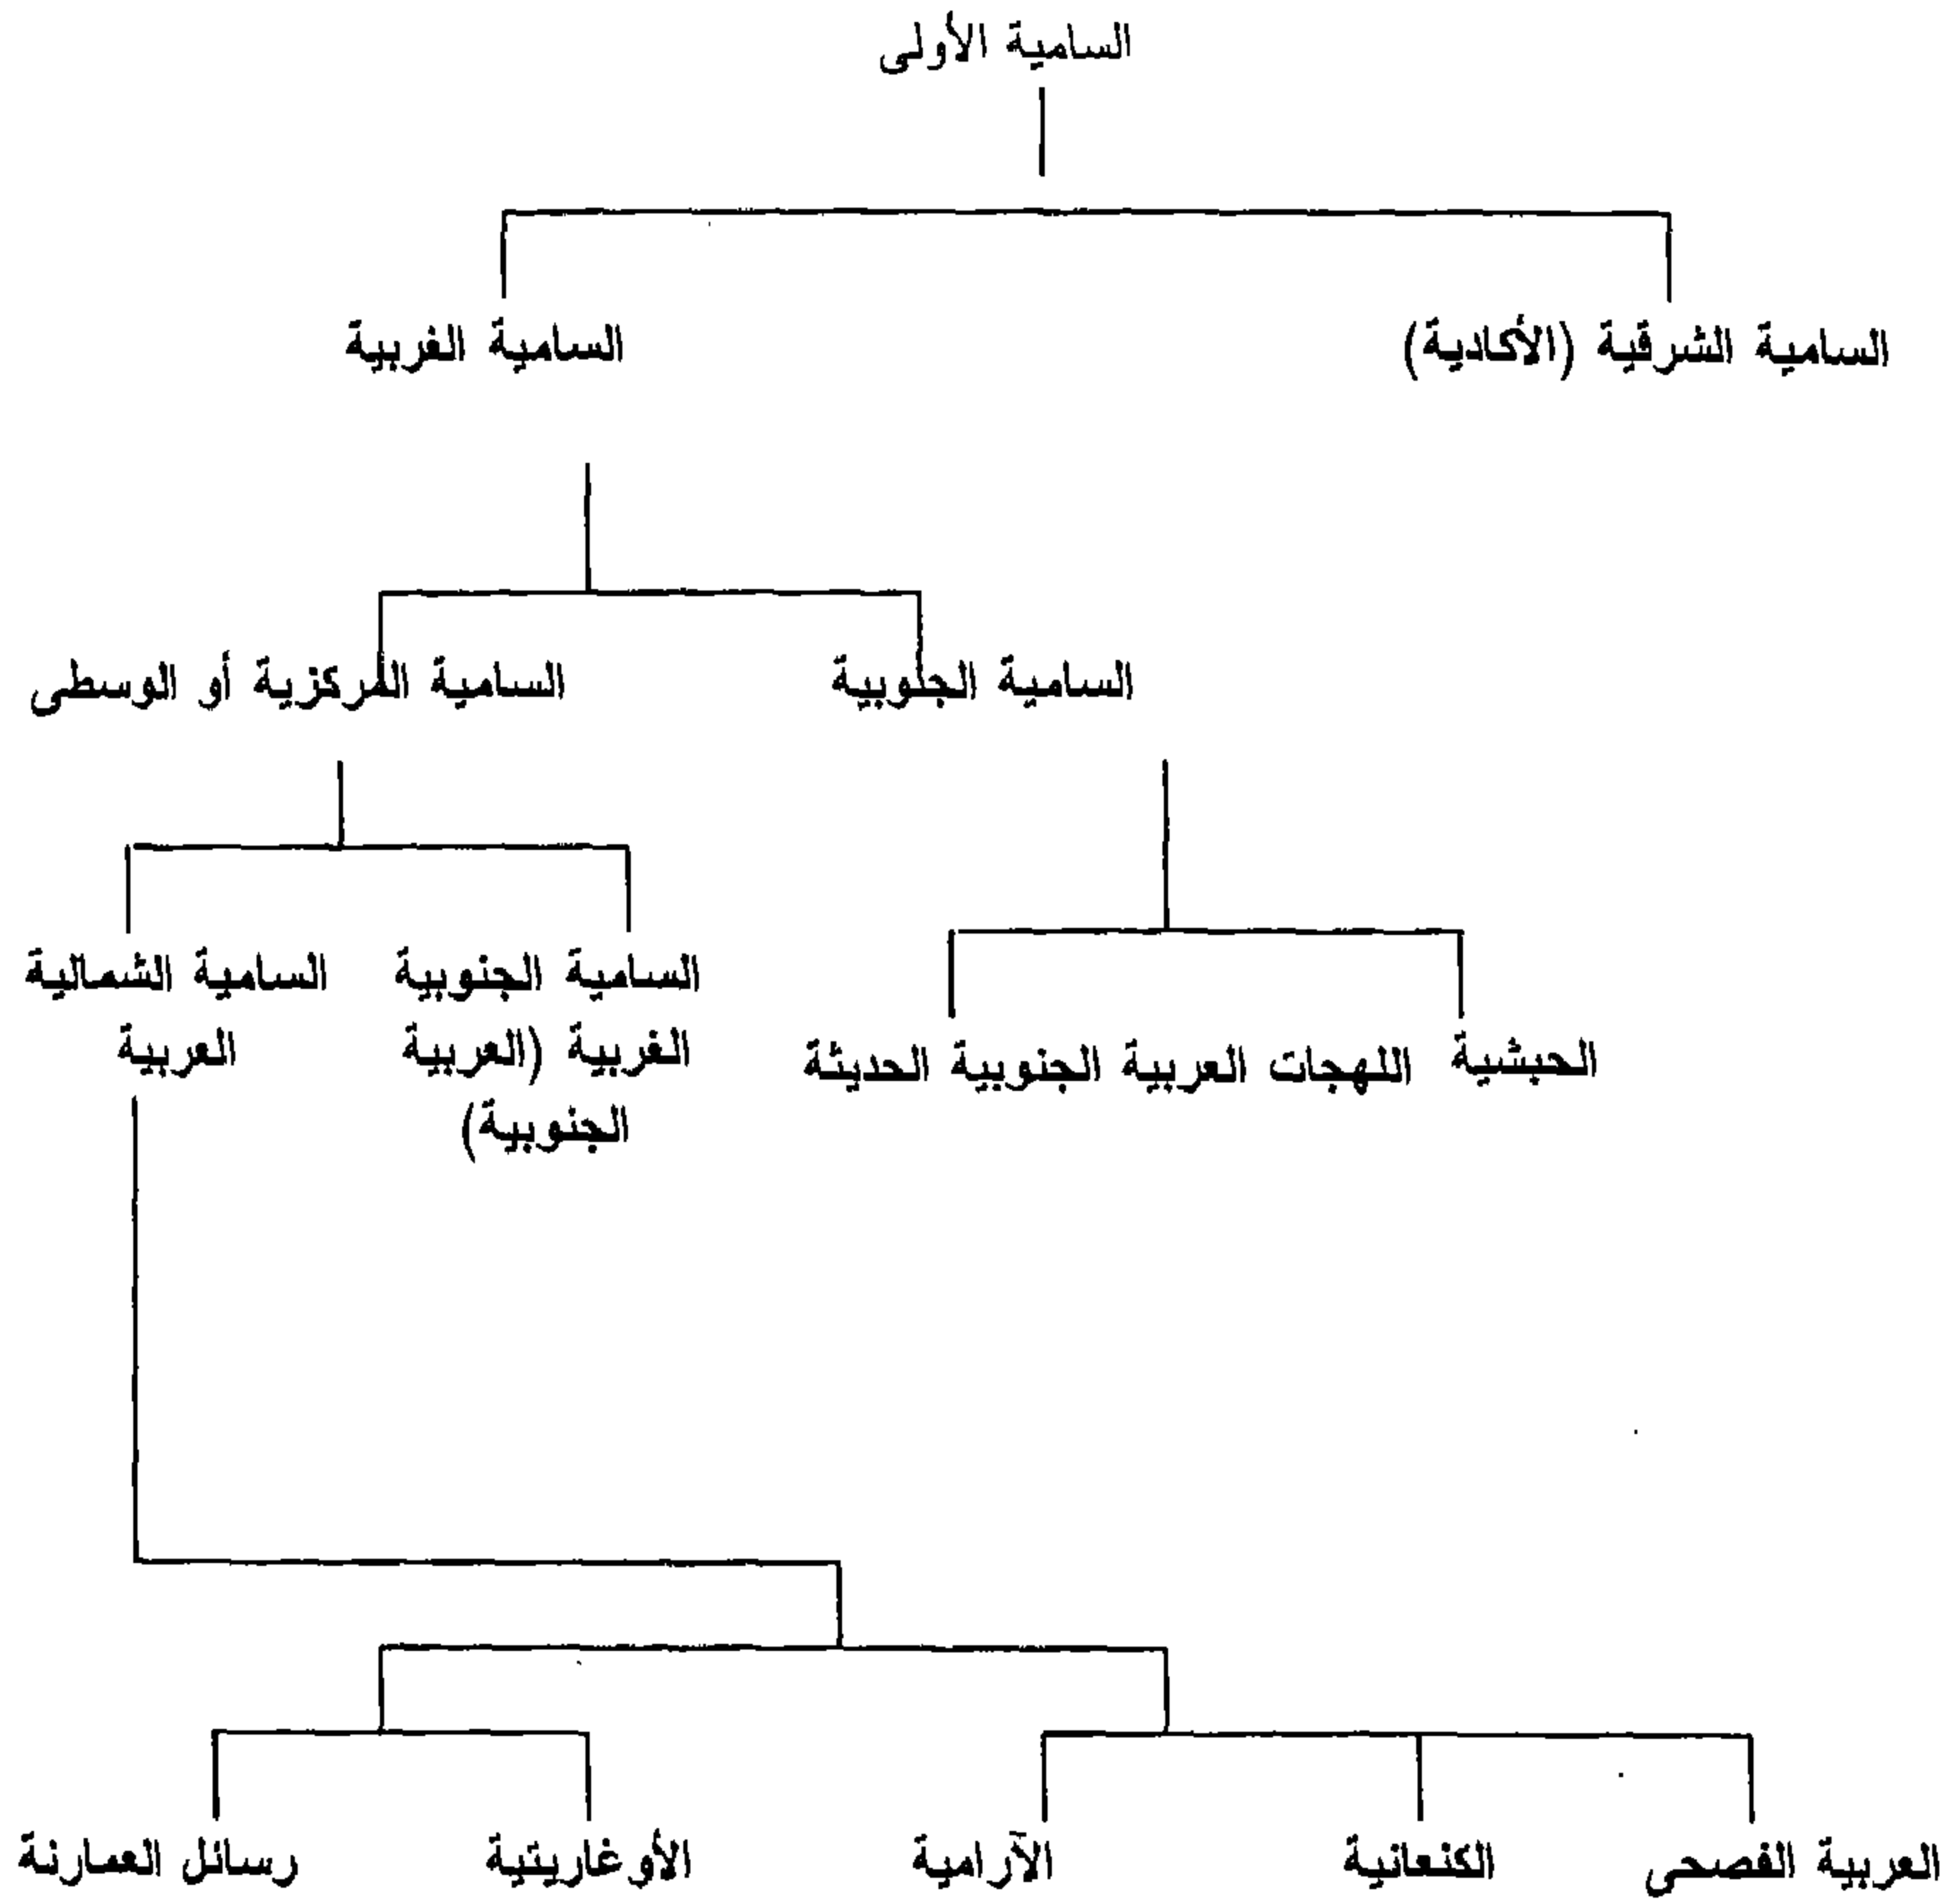 السامية الأولى
السامية الشرقية (الأكادية)
السامية الغربية
السامية الجنوبية
السامية المركزية أو الوسطى
الحبشية
اللهجات العربية الجنوبية الحديثة
السامية الجنوبية
الغربية (العربية
الجنوبية)
السامية الشمالية
العربية
العربية الفصحى
الكنعانية
الآرامية
الأوغاريتية
رسائل العمارنة